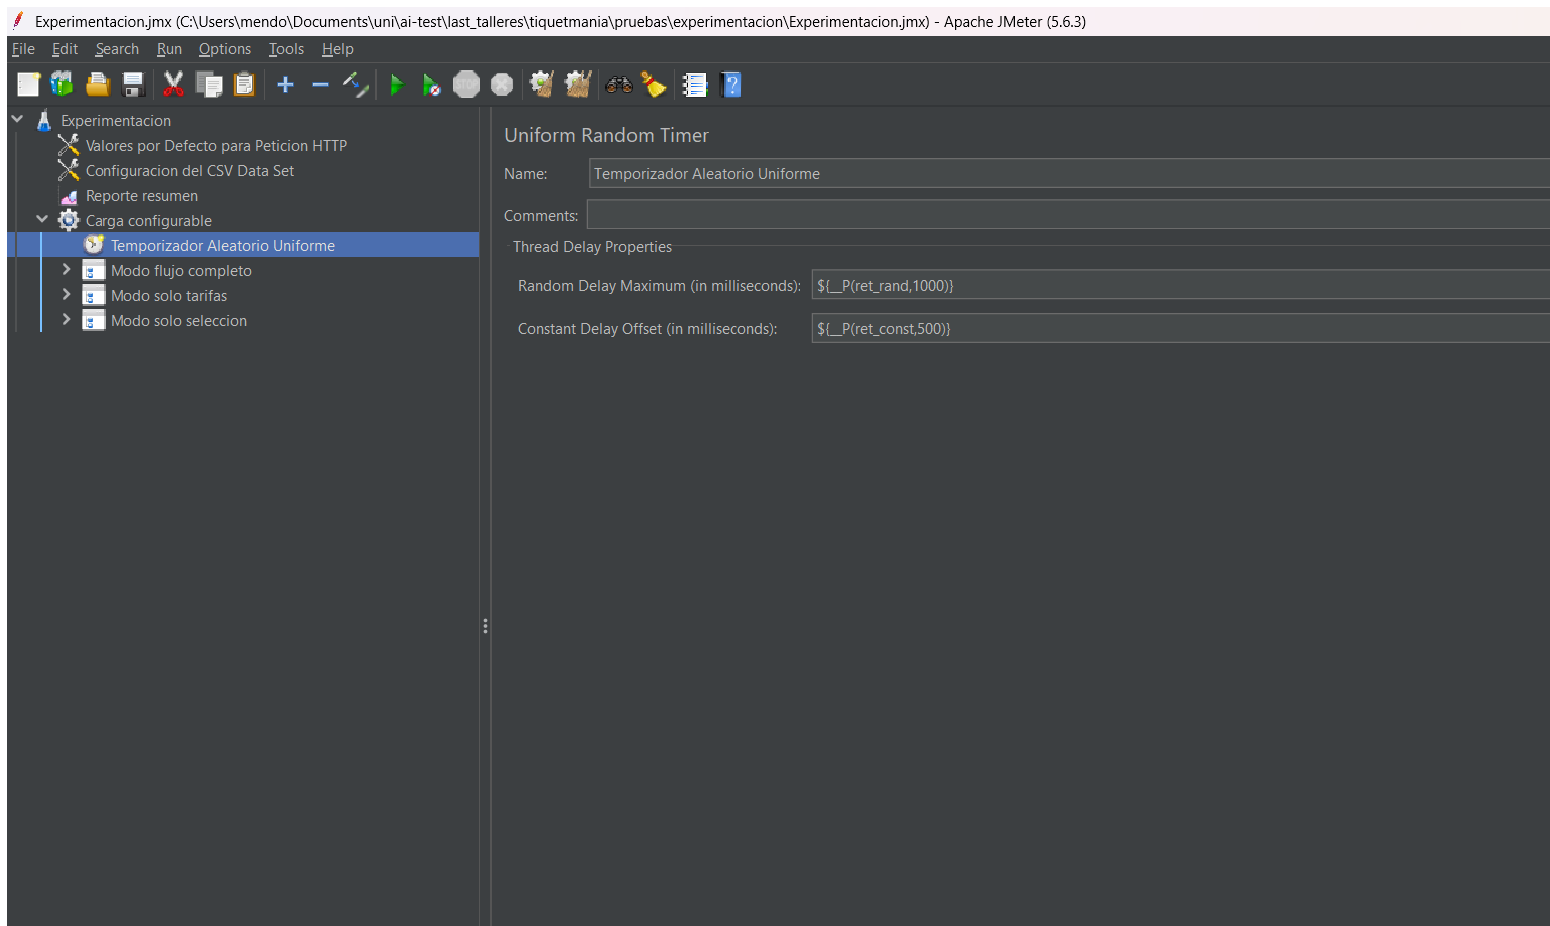 Experimentacion.jmx (C:\Users\mendo\Documents\uni\ai-test\last_talleres\tiquetmania\pruebas\experimentacion\Experimentacion.jmx) - Apache JMeter (5.6.3)
File Edit Search Run Options Tools Help
STOP
Experimentacion
Valores por Defecto para Peticion HTTP
Configuracion del CSV Data Set
Reporte resumen
Carga configurable
Temporizador Aleatorio Uniforme
Modo flujo completo
Modo solo tarifas
Modo solo seleccion
Uniform Random Timer
Name: Temporizador Aleatorio Uniforme
Comments:
Thread Delay Properties
Random Delay Maximum (in milliseconds): ${__P(ret_rand,1000)}
Constant Delay Offset (in milliseconds): ${__P(ret_const,500)}